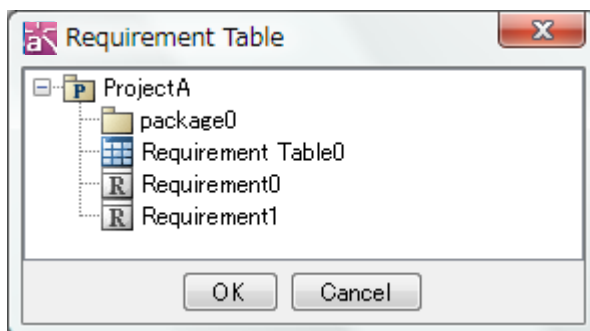 Requirement Table
ProjectA
package0
Requirement Table0
Requirement0
Requirement1
OK Cancel